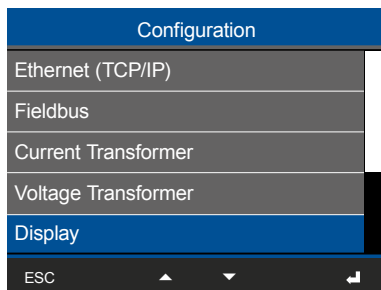 Configuration
Ethernet (TCP/IP)
Fieldbus
Current Transformer
Voltage Transformer
Display
ESC